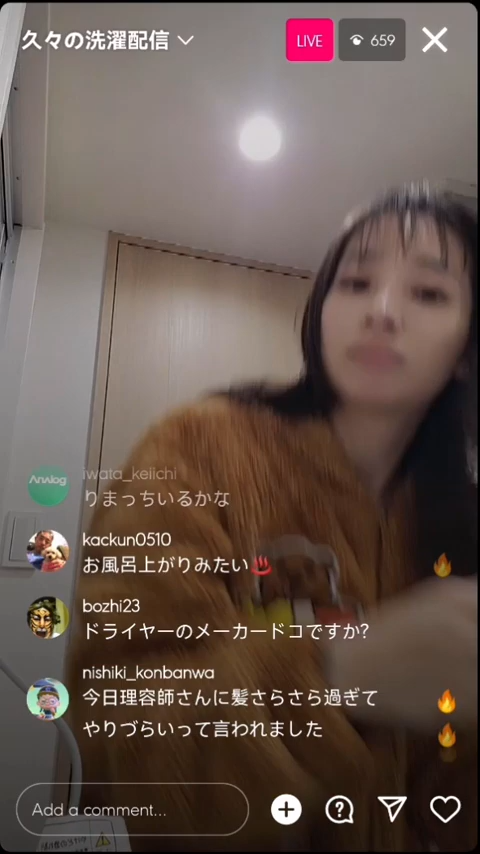 久々の洗濯配信
LIVE
659
Analog
iwata_keiichi
りまっちいるかな
kackun0510
お風呂上がりみたい♨️
bozhi23
ドライヤーのメーカードコですか?
nishiki_konbanwa
今日理容師さんに髪さらさら過ぎて
やりづらいって言われました
Add a comment...